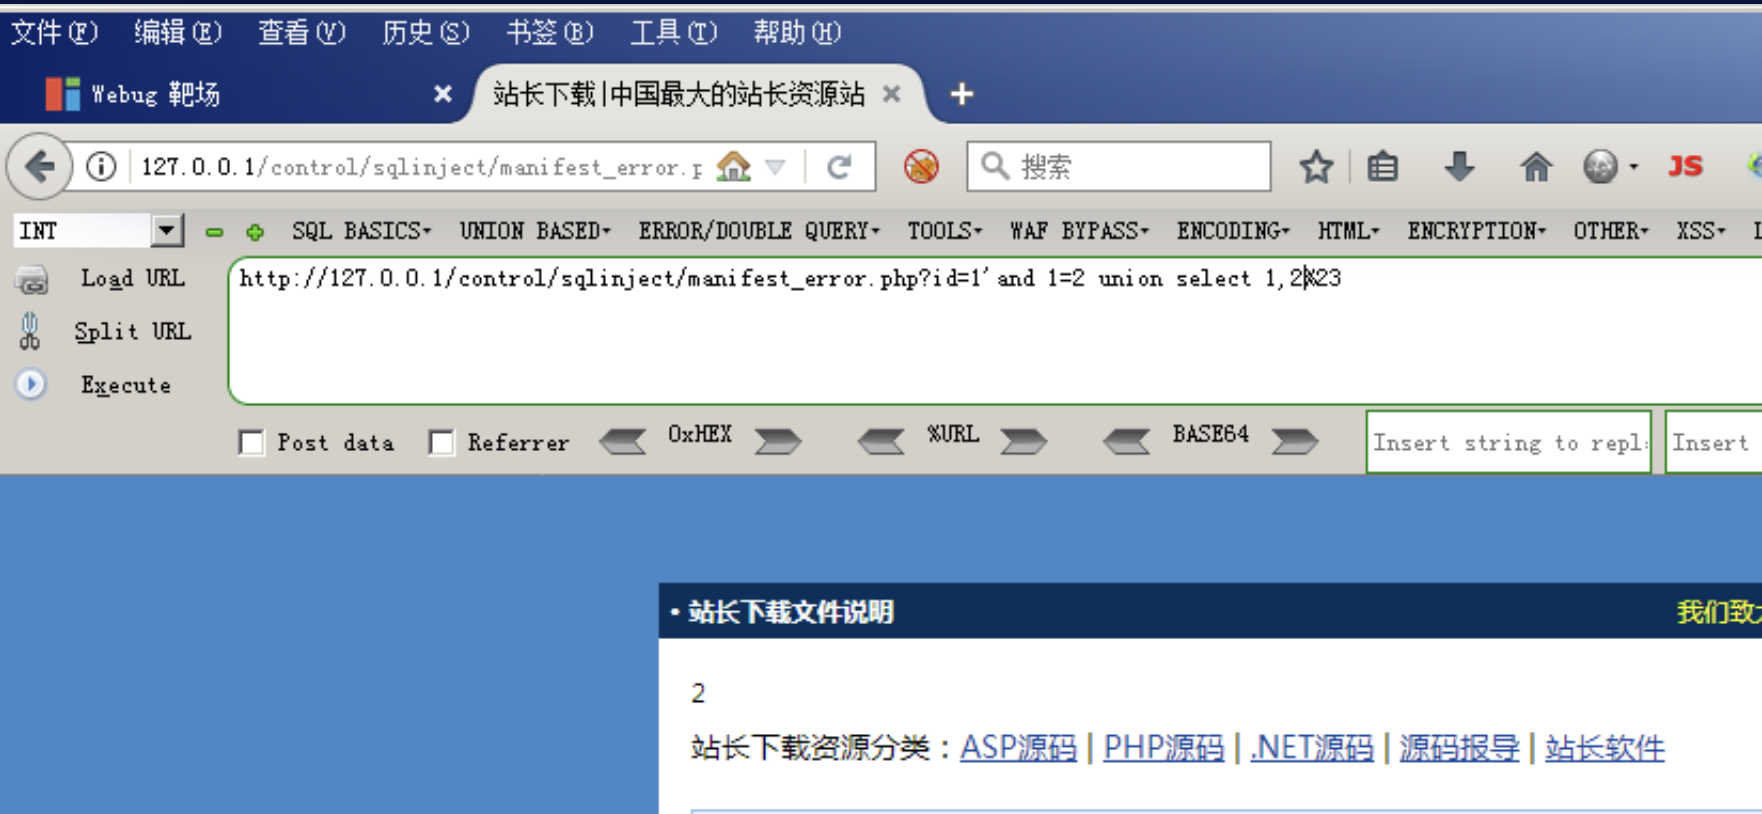 文件(F) 编辑(E) 查看(V) 历史(S) 书签(B) 工具(T) 帮助(H)
Webug 靶场 站长下载|中国最大的站长资源站
127.0.0.1/control/sqlinject/manifest_error.p 搜索 JS
INT SQL BASICS UNION BASED ERROR/DOUBLE QUERY TOOLS WAF BYPASS ENCODING HTML ENCRYPTION OTHER XSS
Load URL http://127.0.0.1/control/sqlinject/manifest_error.php?id=1'and 1=2 union select 1,2%23
Split URL
Execute
Post data Referrer 0xHEX %URL BASE64 Insert string to repl Insert
• 站长下载文件说明 我们致
2
站长下载资源分类：ASP源码 | PHP源码 | .NET源码 | 源码报导 | 站长软件